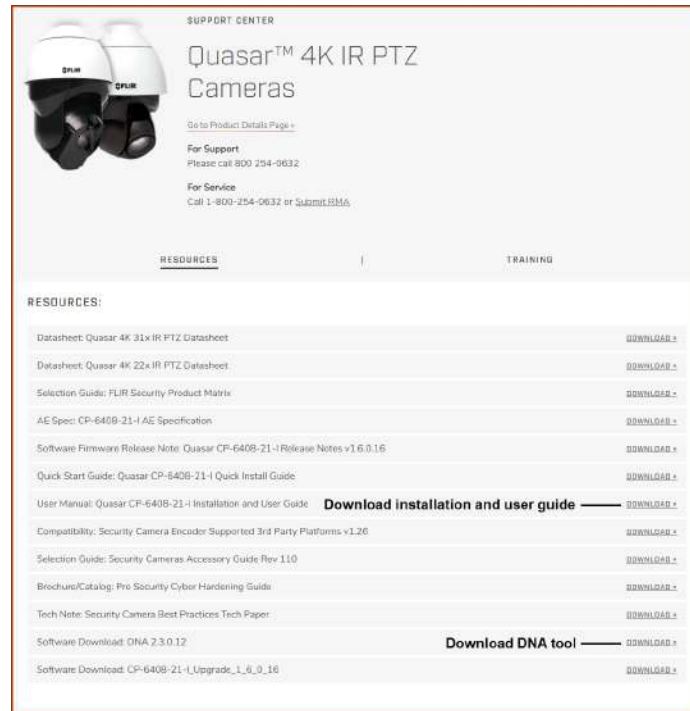 SUPPORT CENTER
Quasar™ 4K IR PTZ
Cameras
Go to Product Details Page »
For Support
Please call 800 254-0632
For Service
Call 1-800-254-0632 or Submit RMA
FLIR
FLIR
RESOURCES | TRAINING
RESOURCES:
Datasheet: Quasar 4K 31x IR PTZ Datasheet DOWNLOAD »
Datasheet: Quasar 4K 22x IR PTZ Datasheet DOWNLOAD »
Selection Guide: FLIR Security Product Matrix DOWNLOAD »
AE Spec: CP-6408-21-I AE Specification DOWNLOAD »
Software Firmware Release Note: Quasar CP-6408-21-I Release Notes v1.6.0.16 DOWNLOAD »
Quick Start Guide: Quasar CP-6408-21-I Quick Install Guide DOWNLOAD »
User Manual: Quasar CP-6408-21-I Installation and User Guide Download installation and user guide DOWNLOAD »
Compatibility: Security Camera Encoder Supported 3rd Party Platforms v1.26 DOWNLOAD »
Selection Guide: Security Cameras Accessory Guide Rev 110 DOWNLOAD »
Brochure/Catalog: Pro Security Cyber Hardening Guide DOWNLOAD »
Tech Note: Security Camera Best Practices Tech Paper DOWNLOAD »
Software Download: DNA 2.3.0.12 Download DNA tool DOWNLOAD »
Software Download: CP-6408-21-I_Upgrade_1_6_0_16 DOWNLOAD »